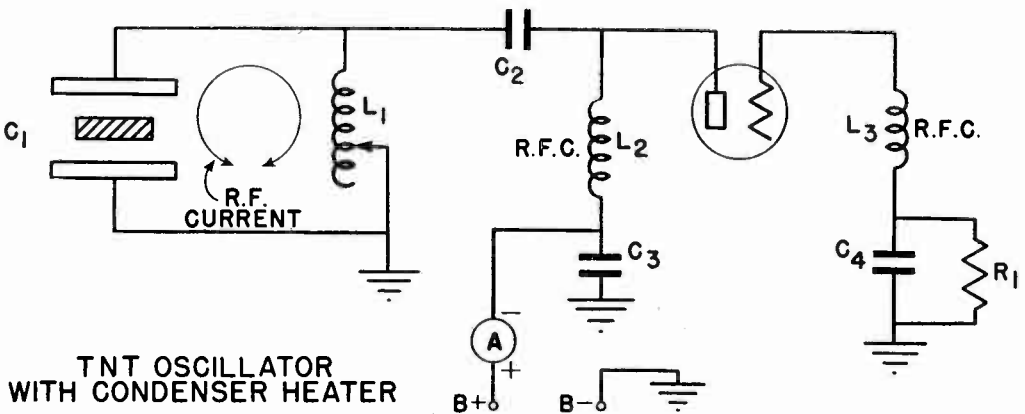 C2
C1
L1
R.F.
CURRENT
R.F.C.
L2
L3
R.F.C.
C3
C4
R1
−
A
+
TNT OSCILLATOR
WITH CONDENSER HEATER
B+
B−